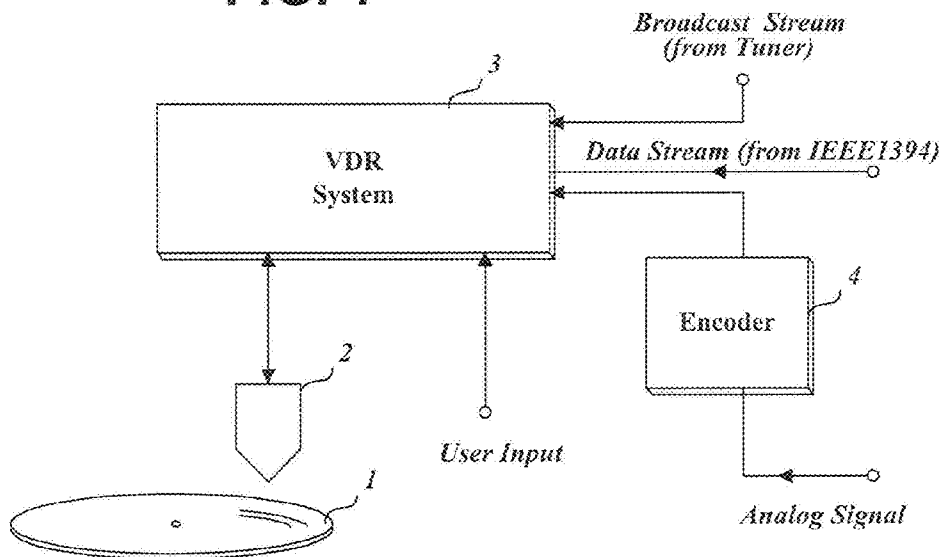 Broadcast Stream
(from Tuner)
3
VDR
System
Data Stream (from IEEE1394)
4
Encoder
2
User Input
1
Analog Signal